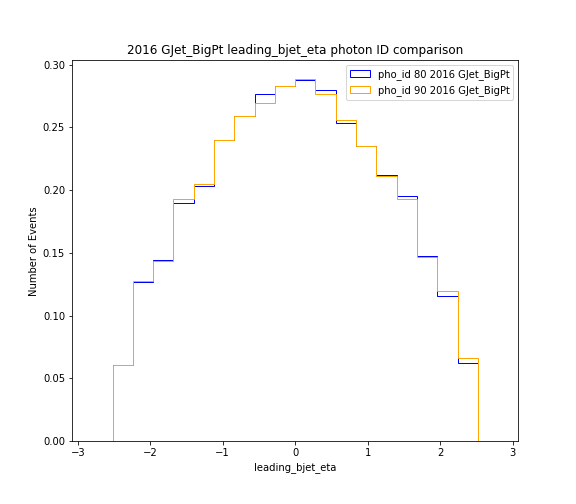 2016 GJet_BigPt leading_bjet_eta photon ID comparison
pho_id 80 2016 GJet_BigPt
pho_id 90 2016 GJet_BigPt
0.30
0.25
0.20
0.15
0.10
0.05
0.00
Number of Events
−3 −2 −1 0 1 2 3
leading_bjet_eta